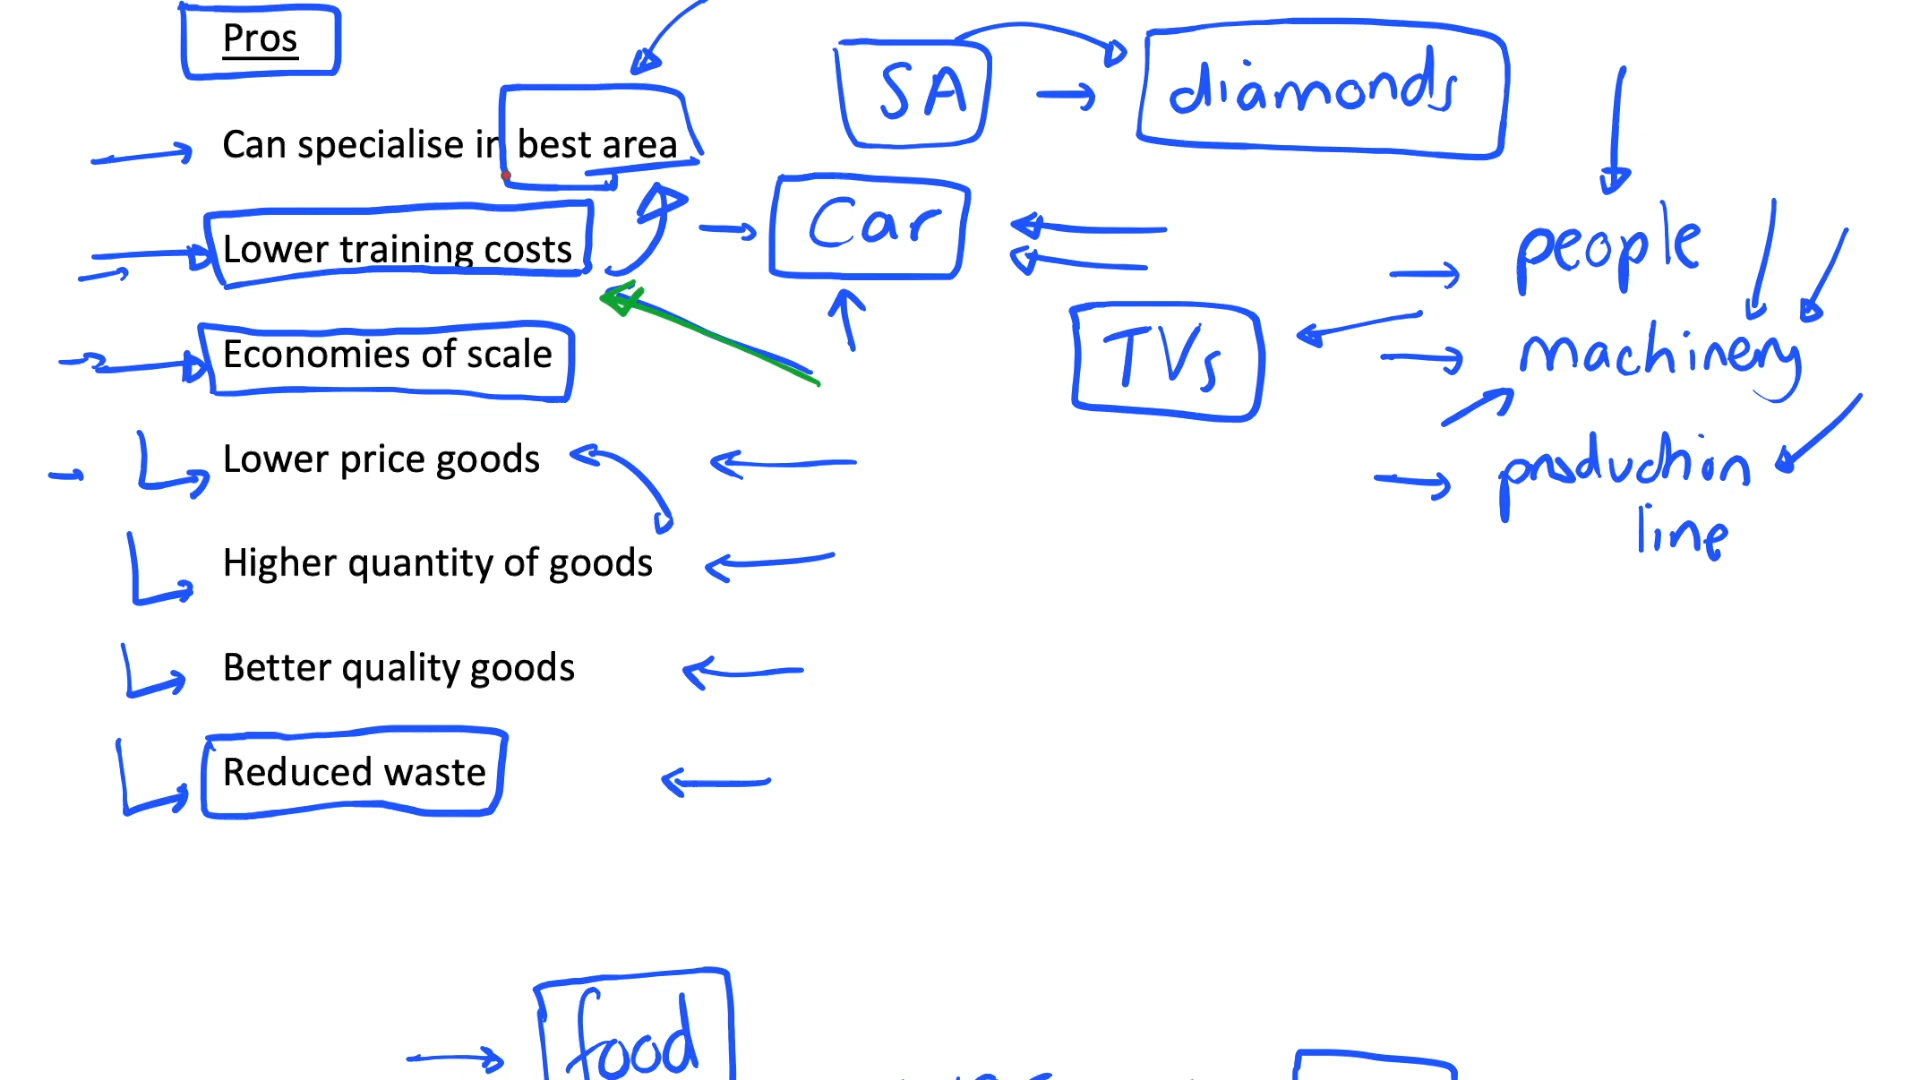 Pros
Can specialise in best area
Lower training costs
Economies of scale
Lower price goods
Higher quantity of goods
Better quality goods
Reduced waste
SA
diamonds
Car
TVs
people
machinery
production
line
food